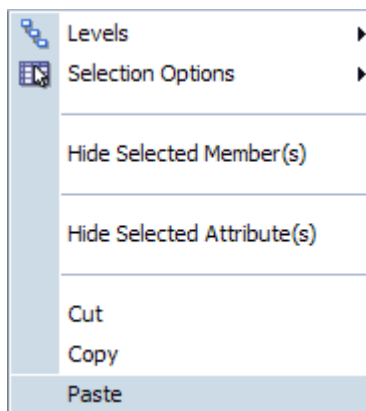 Levels
Selection Options
Hide Selected Member(s)
Hide Selected Attribute(s)
Cut
Copy
Paste